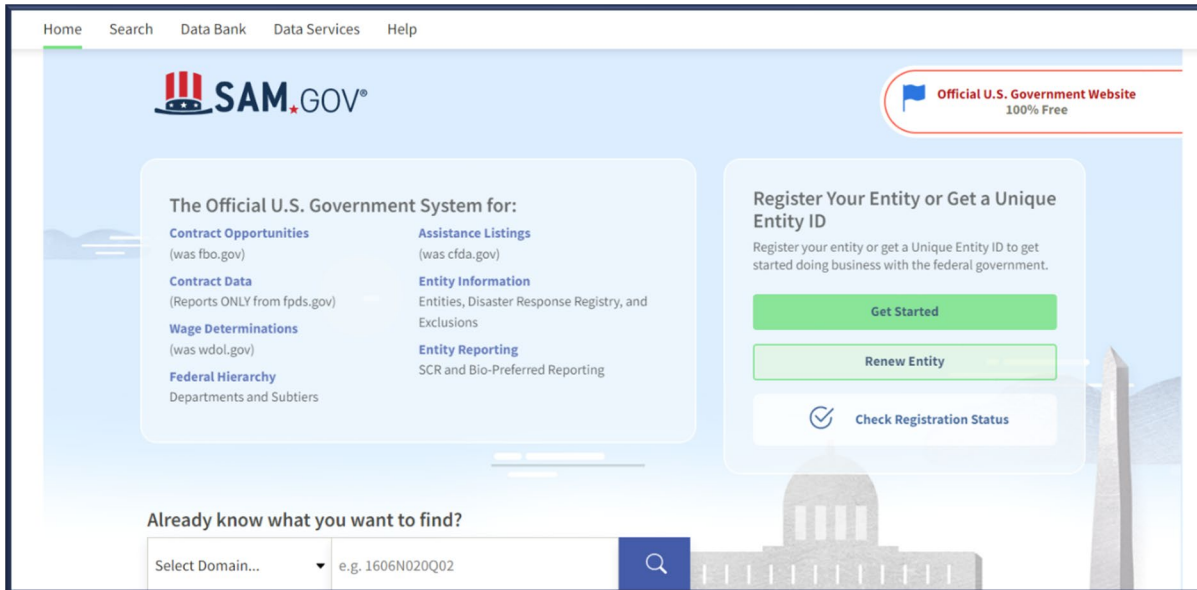 Home Search Data Bank Data Services Help
SAM.GOV®
Official U.S. Government Website
100% Free
The Official U.S. Government System for:
Contract Opportunities
(was fbo.gov)
Contract Data
(Reports ONLY from fpds.gov)
Wage Determinations
(was wdol.gov)
Federal Hierarchy
Departments and Subtiers
Assistance Listings
(was cfda.gov)
Entity Information
Entities, Disaster Response Registry, and
Exclusions
Entity Reporting
SCR and Bio-Preferred Reporting
Register Your Entity or Get a Unique
Entity ID
Register your entity or get a Unique Entity ID to get
started doing business with the federal government.
Get Started
Renew Entity
Check Registration Status
Already know what you want to find?
Select Domain... e.g. 1606N020Q02